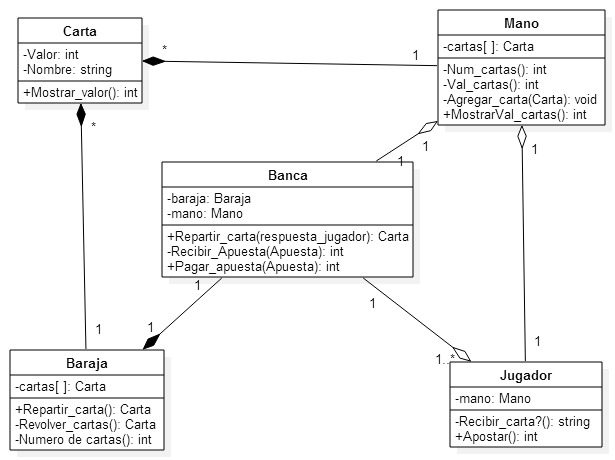 Carta
-Valor: int
-Nombre: string
+Mostrar_valor(): int
*
1
Mano
-cartas[ ]: Carta
-Num_cartas(): int
-Val_cartas(): int
-Agregar_carta(Carta): void
+MostrarVal_cartas(): int
*
1
1
1
Banca
-baraja: Baraja
-mano: Mano
+Repartir_carta(respuesta_jugador): Carta
-Recibir_Apuesta(Apuesta): int
+Pagar_apuesta(Apuesta): int
1
1
1
1
1
1..*
Baraja
-cartas[ ]: Carta
+Repartir_carta(): Carta
-Revolver_cartas(): Carta
-Numero de cartas(): int
Jugador
-mano: Mano
-Recibir_carta?(): string
+Apostar(): int